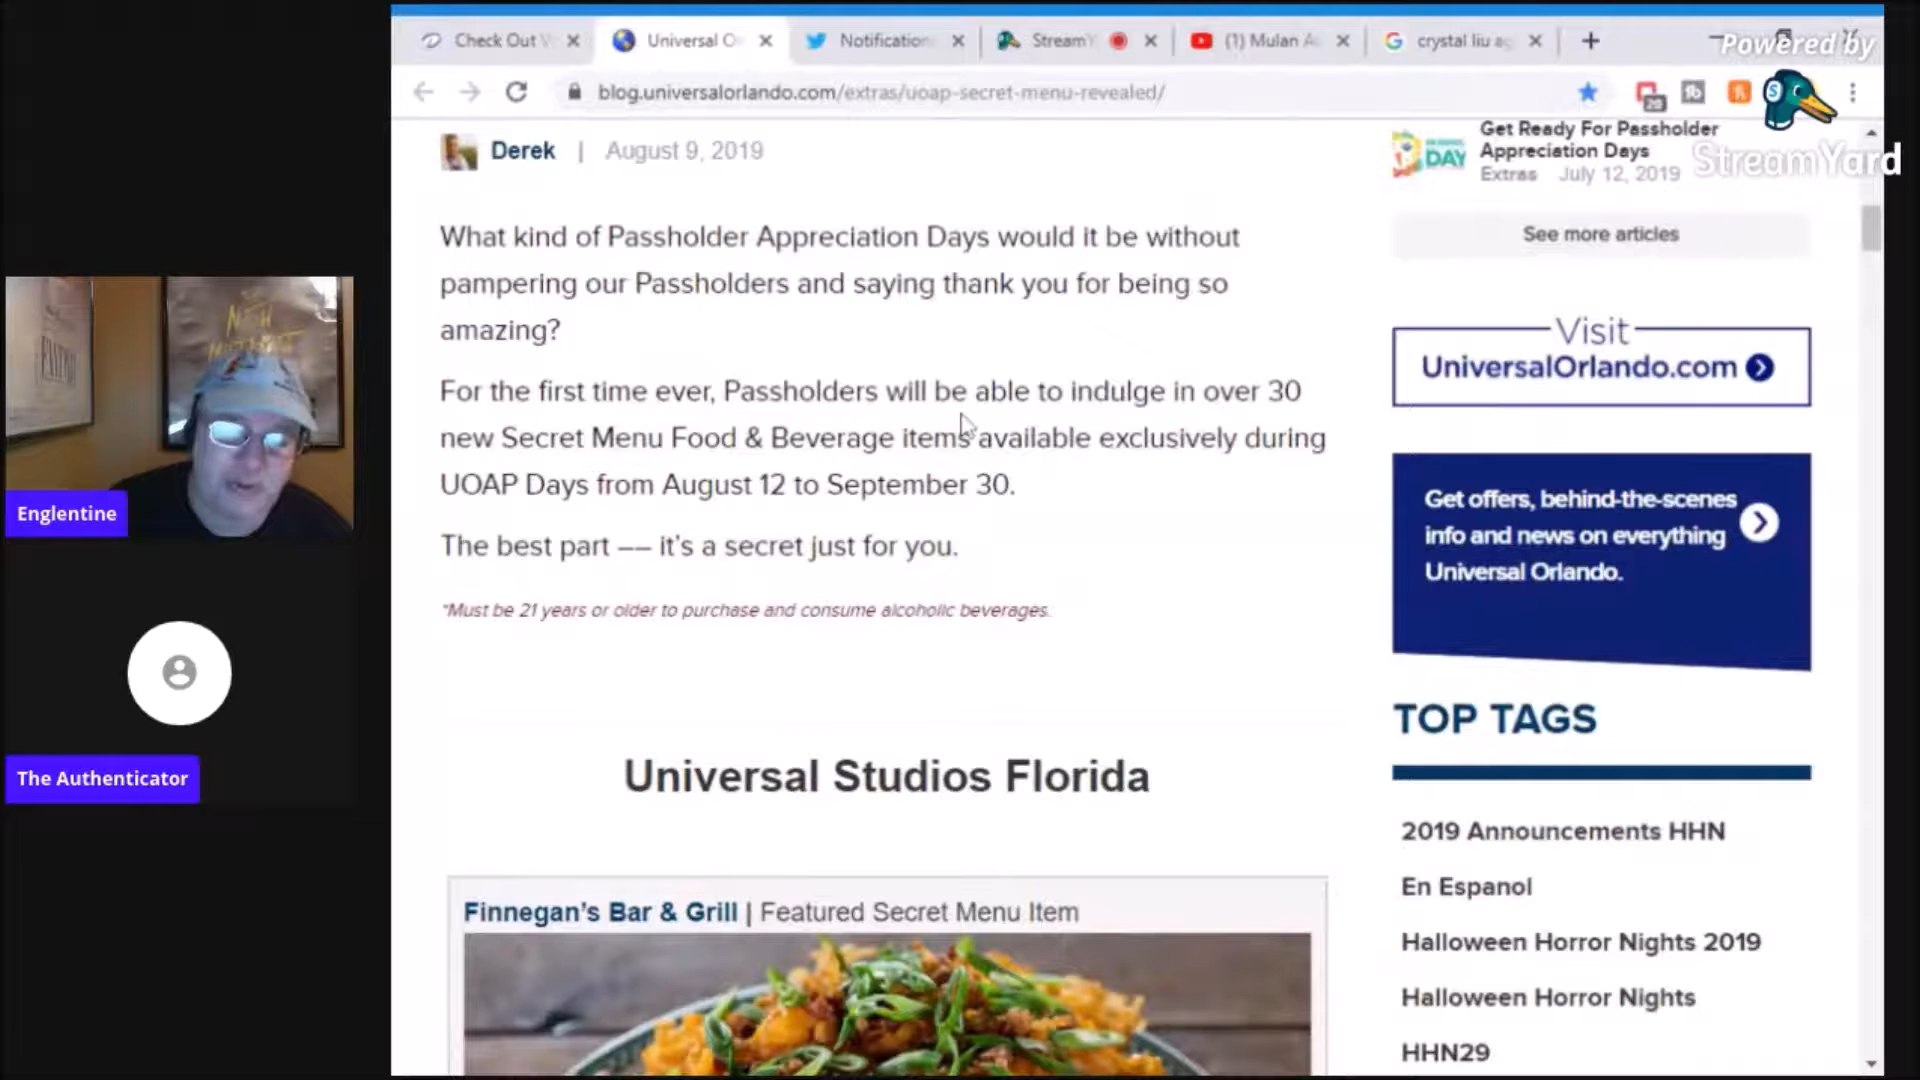 Check Out
Universal O
Notification
StreamY
(1) Mulan A
crystal liu ag
Powered by
blog.universalorlando.com/extras/uoap-secret-menu-revealed/
StreamYard
Derek | August 9, 2019
Get Ready For Passholder
Appreciation Days
Extras July 12, 2019
See more articles
What kind of Passholder Appreciation Days would it be without
pampering our Passholders and saying thank you for being so
amazing?
For the first time ever, Passholders will be able to indulge in over 30
new Secret Menu Food & Beverage items available exclusively during
UOAP Days from August 12 to September 30.
The best part –– it's a secret just for you.
*Must be 21 years or older to purchase and consume alcoholic beverages.
Visit
UniversalOrlando.com
Get offers, behind-the-scenes
info and news on everything
Universal Orlando.
TOP TAGS
2019 Announcements HHN
En Espanol
Halloween Horror Nights 2019
Halloween Horror Nights
HHN29
Universal Studios Florida
Finnegan's Bar & Grill | Featured Secret Menu Item
Englentine
The Authenticator